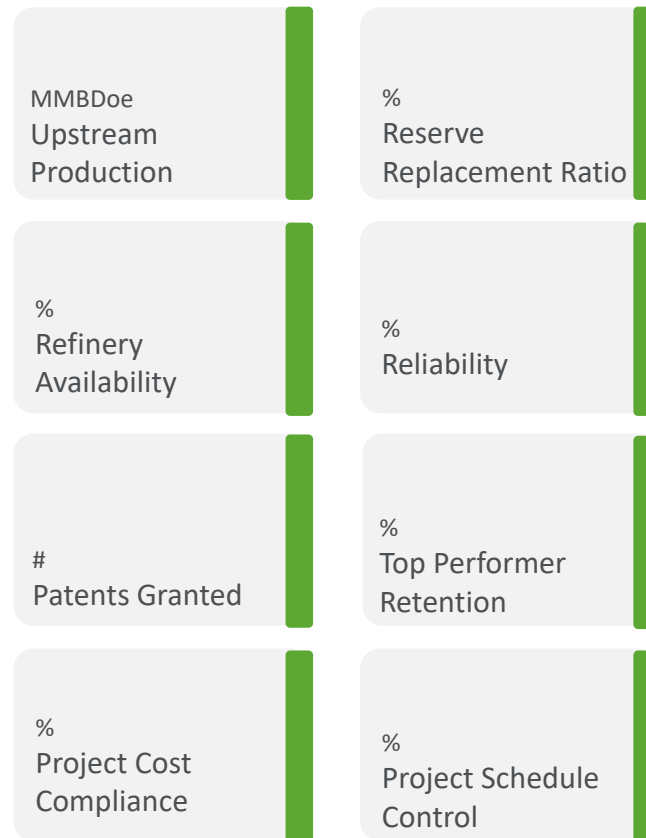 MMBDoe
Upstream
Production
%
Reserve
Replacement Ratio
%
Refinery
Availability
%
Reliability
#
Patents Granted
%
Top Performer
Retention
%
Project Cost
Compliance
%
Project Schedule
Control